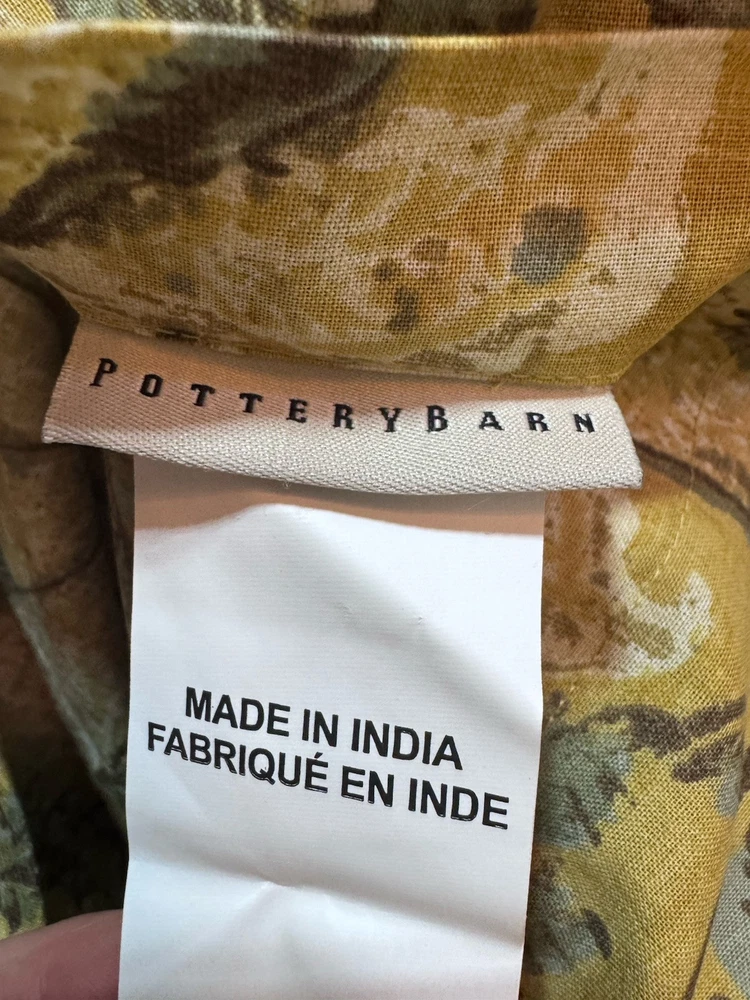 POTTERYBARN
MADE IN INDIA
FABRIQUÉ EN INDE